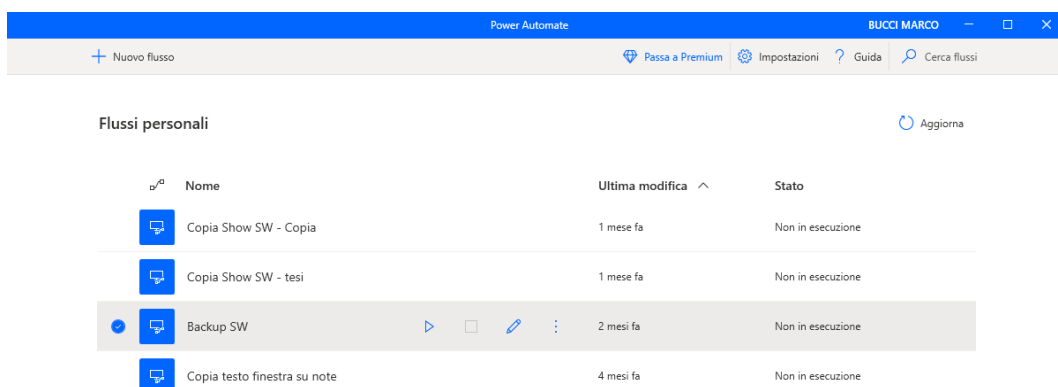 Power Automate BUCCI MARCO
Nuovo flusso Passa a Premium Impostazioni ? Guida Cerca flussi
Flussi personali Aggiorna
Nome Ultima modifica Stato
Copia Show SW - Copia 1 mese fa Non in esecuzione
Copia Show SW - tesi 1 mese fa Non in esecuzione
Backup SW 2 mesi fa Non in esecuzione
Copia testo finestra su note 4 mesi fa Non in esecuzione